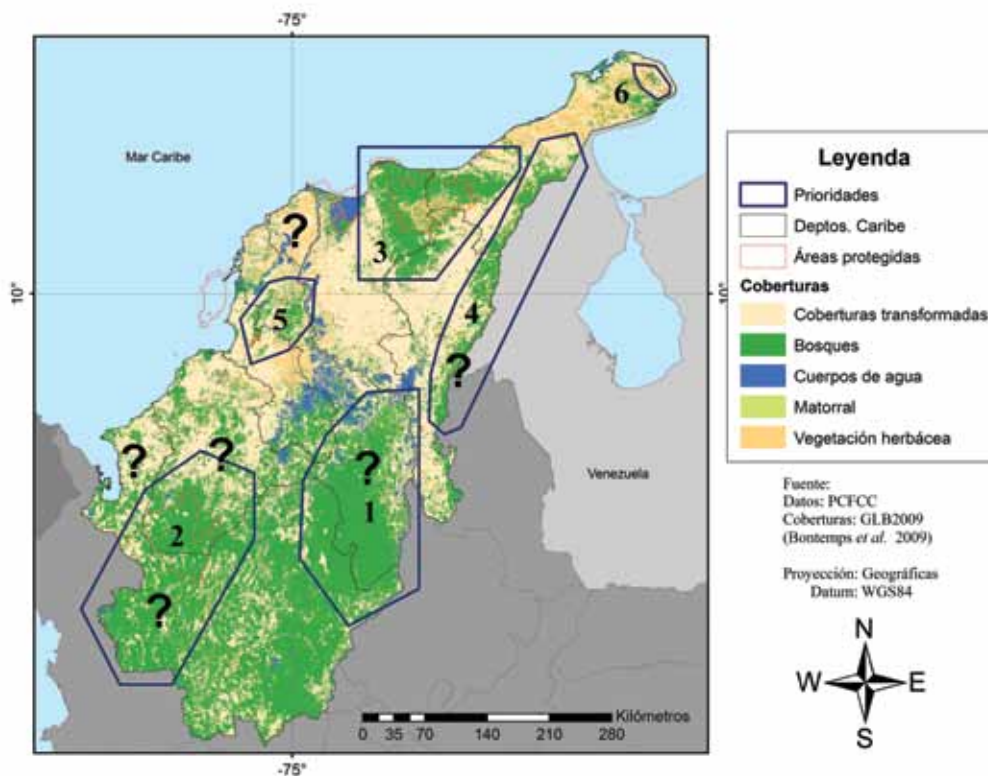 -75°
Mar Caribe
6
?
3
10°
10°
5
4
?
?
?
?
Venezuela
1
2
?
Kilómetros
0 35 70 140 210 280
-75°
Leyenda
Prioridades
Deptos. Caribe
Áreas protegidas
Coberturas
Coberturas transformadas
Bosques
Cuerpos de agua
Matorral
Vegetación herbácea
Fuente:
Datos: PCFCC
Coberturas: GLB2009
(Bontemps et al. 2009)
Proyección: Geográficas
Datum: WGS84
N
W E
S